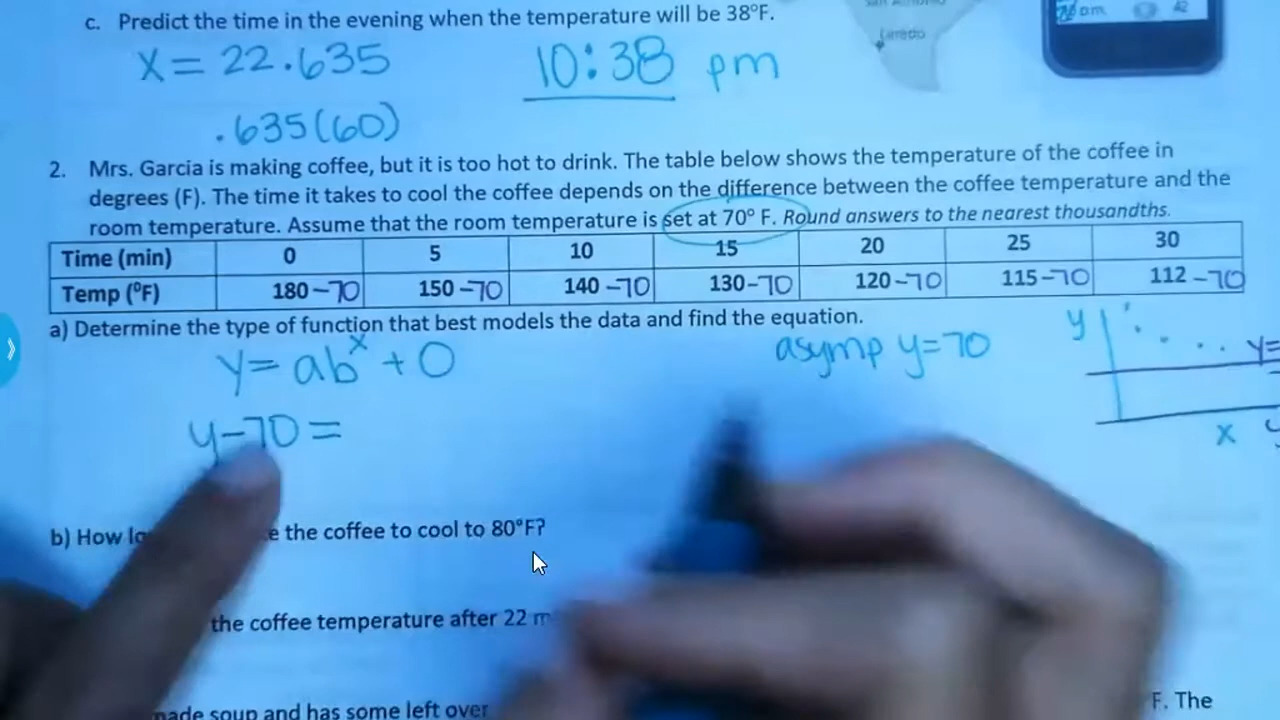 c. Predict the time in the evening when the temperature will be 38°F.
x = 22.635 10:38 pm
.635(60)
Laredo
42
2. Mrs. Garcia is making coffee, but it is too hot to drink. The table below shows the temperature of the coffee in
degrees (F). The time it takes to cool the coffee depends on the difference between the coffee temperature and the
room temperature. Assume that the room temperature is set at 70° F. Round answers to the nearest thousandths.
Time (min) 0 5 10 15 20 25 30
Temp (°F) 180-70 150-70 140-70 130-70 120-70 115-70 112-70
a) Determine the type of function that best models the data and find the equation.
y = ab^x + 0 asymp y=70 y y=
y-70 =
x
b) How the coffee to cool to 80°F?
the coffee temperature after 22
made soup and has some left over F. The